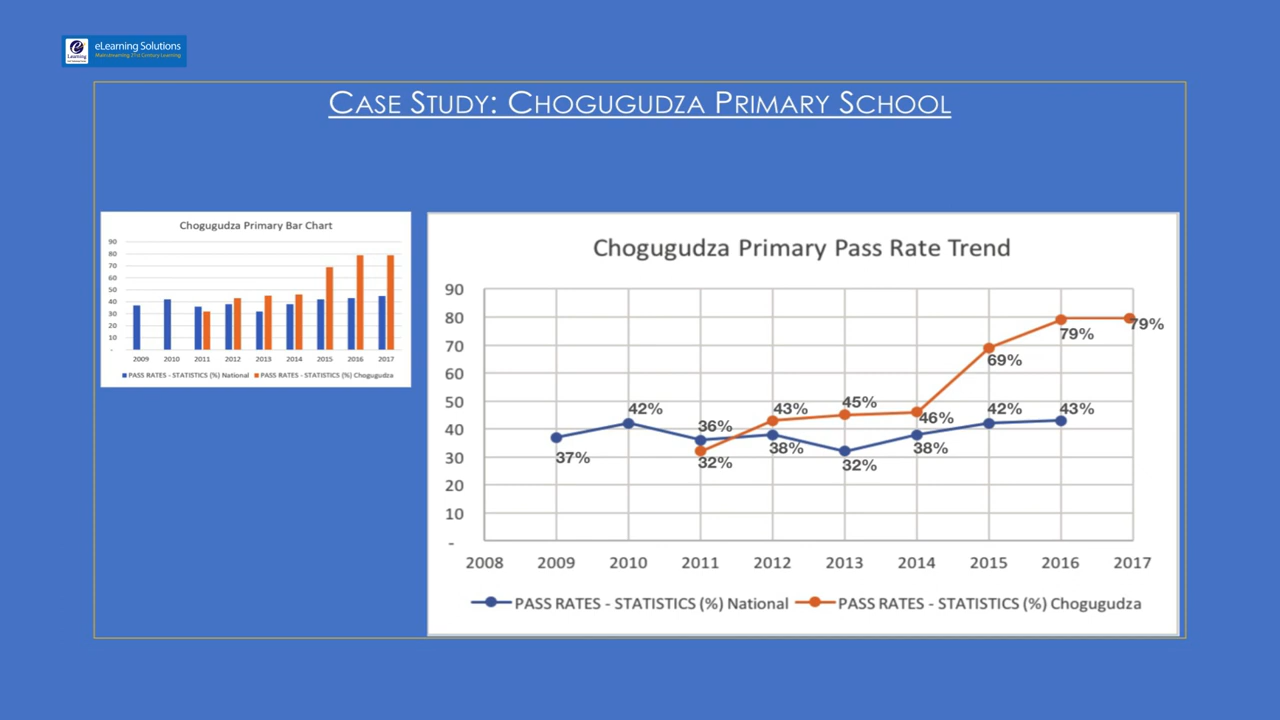 eLearning Solutions
Mainstreaming 21st Century Learning
e
Learning
CASE STUDY: CHOGUGUDZA PRIMARY SCHOOL
Chogugudza Primary Bar Chart
90
80
70
60
50
40
30
20
10
-
2009 2010 2011 2012 2013 2014 2015 2016 2017
PASS RATES - STATISTICS (%) National PASS RATES - STATISTICS (%) Chogugudza
Chogugudza Primary Pass Rate Trend
90
80
79% 79%
70
69%
60
50
42% 43% 45% 42% 43%
40
36% 46%
38% 38%
37% 32% 32%
30
20
10
-
2008 2009 2010 2011 2012 2013 2014 2015 2016 2017
PASS RATES - STATISTICS (%) National PASS RATES - STATISTICS (%) Chogugudza